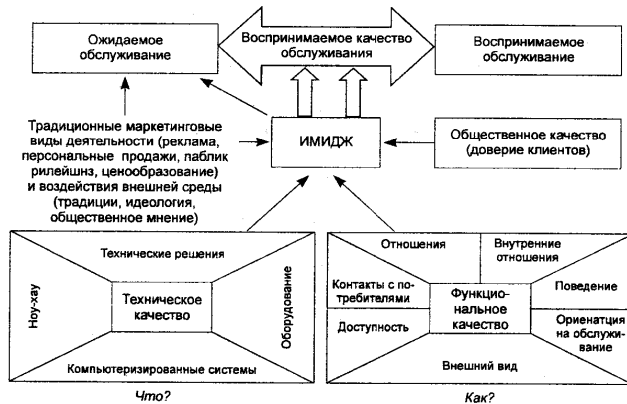 Ожидаемое
обслуживание
Воспринимаемое качество
обслуживания
Воспринимаемое
обслуживание
Традиционные маркетинговые
виды деятельности (реклама,
персональные продажи, паблик
рилейшнз, ценообразование)
и воздействия внешней среды
(традиции, идеология,
общественное мнение)
ИМИДЖ
Общественное качество
(доверие клиентов)
Технические решения
Ноу-хау
Техническое
качество
Оборудование
Компьютеризированные системы
Что?
Отношения
Внутренние
отношения
Контакты с по-
требителями
Функцио-
нальное
качество
Поведение
Доступность
Ориенатция
на обслужи-
вание
Внешний вид
Как?